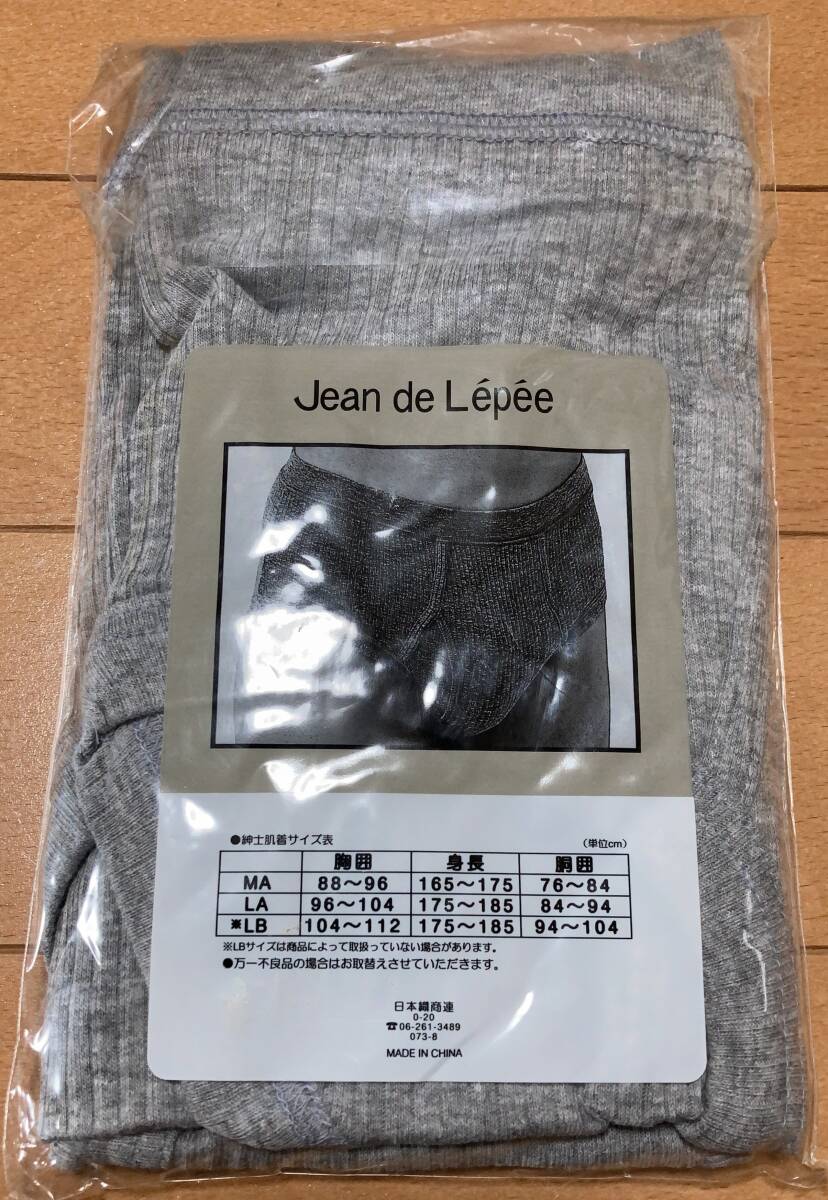 Jean de Lépée
●紳士肌着サイズ表 (単位cm)
胸囲 身長 胴囲
MA 88～96 165～175 76～84
LA 96～104 175～185 84～94
※LB 104～112 175～185 94～104
※LBサイズは商品によって取扱っていない場合があります。
●万一不良品の場合はお取替えさせていただきます。
日本繊商連
0-20
☎06-261-3489
073-8
MADE IN CHINA